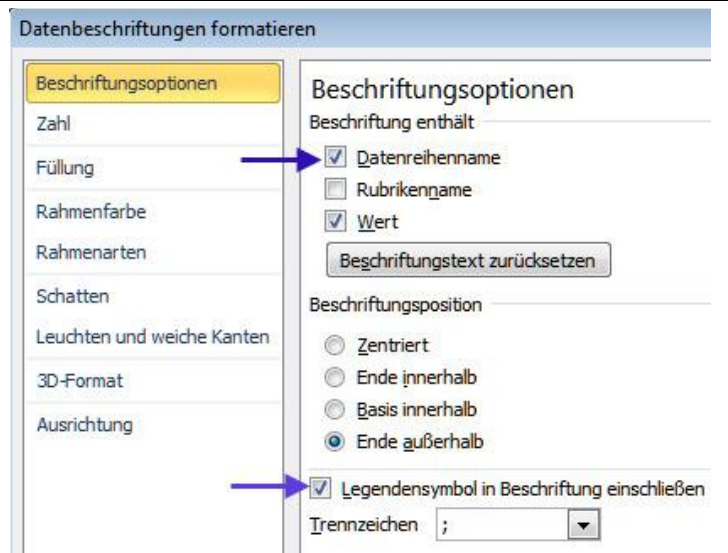 Datenbeschriftungen formatieren
Beschriftungsoptionen
Zahl
Füllung
Rahmenfarbe
Rahmenarten
Schatten
Leuchten und weiche Kanten
3D-Format
Ausrichtung
Beschriftungsoptionen
Beschriftung enthält
Datenreihenname
Rubrikenname
Wert
Beschriftungstext zurücksetzen
Beschriftungsposition
Zentriert
Ende innerhalb
Basis innerhalb
Ende außerhalb
Legendensymbol in Beschriftung einschließen
Trennzeichen ;